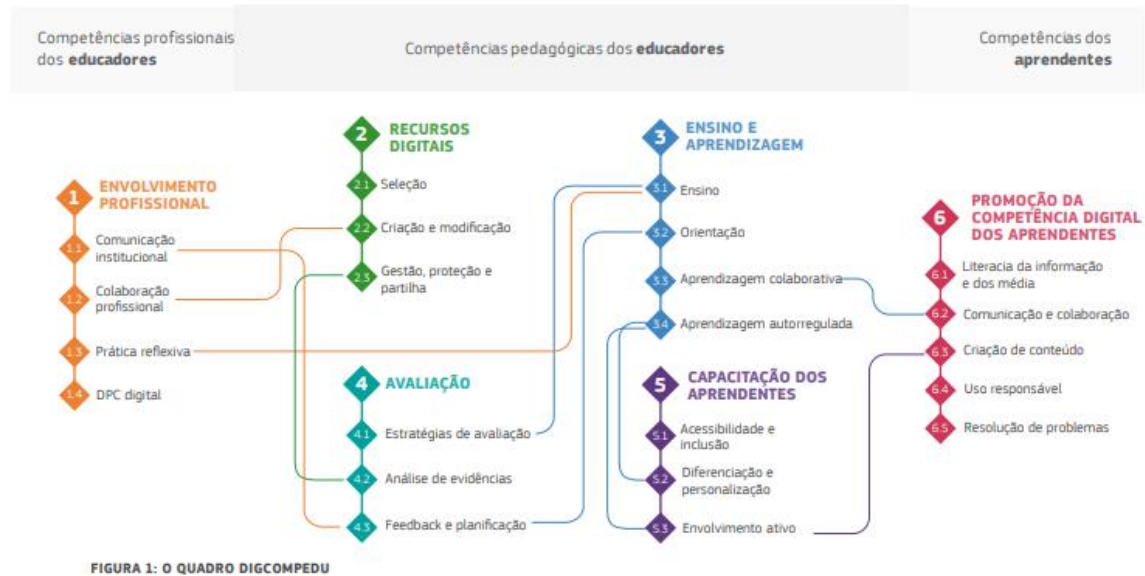 Competências profissionais
dos educadores
Competências pedagógicas dos educadores
Competências dos
aprendentes
1
ENVOLVIMENTO
PROFISSIONAL
1.1
Comunicação
institucional
1.2
Colaboração
profissional
1.3
Prática reflexiva
1.4
DPC digital
2
RECURSOS
DIGITAIS
2.1
Seleção
2.2
Criação e modificação
2.3
Gestão, proteção e
partilha
4
AVALIAÇÃO
4.1
Estratégias de avaliação
4.2
Análise de evidências
4.3
Feedback e planificação
3
ENSINO E
APRENDIZAGEM
3.1
Ensino
3.2
Orientação
3.3
Aprendizagem colaborativa
3.4
Aprendizagem autorregulada
5
CAPACITAÇÃO DOS
APRENDENTES
5.1
Acessibilidade e
inclusão
5.2
Diferenciação e
personalização
5.3
Envolvimento ativo
6
PROMOÇÃO DA
COMPETÊNCIA DIGITAL
DOS APRENDENTES
6.1
Literacia da informação
e dos média
6.2
Comunicação e colaboração
6.3
Criação de conteúdo
6.4
Uso responsável
6.5
Resolução de problemas
FIGURA 1: O QUADRO DIGCOMPEDU